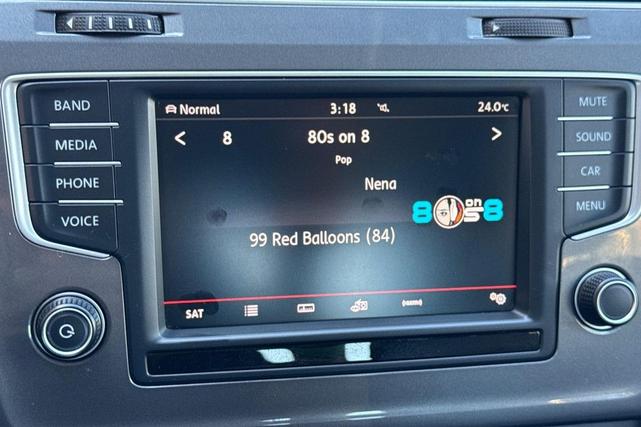 BAND
MEDIA
PHONE
VOICE
Normal 3:18 24.0°C
< 8 80s on 8 >
Pop
Nena
80s on 8
99 Red Balloons (84)
SAT
MUTE
SOUND
CAR
MENU